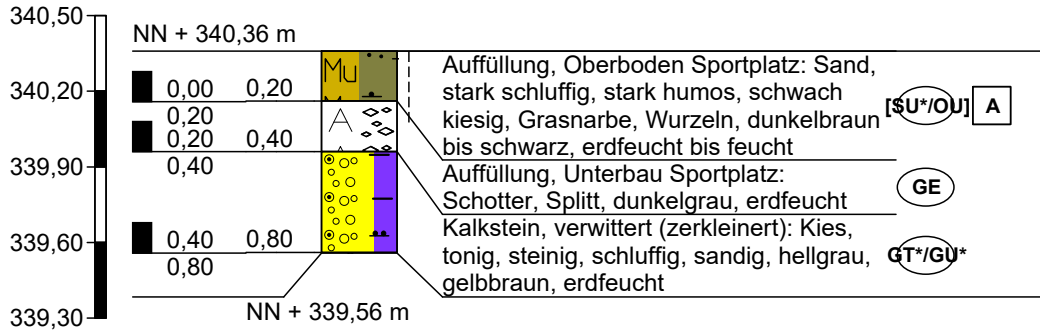 340,50
NN + 340,36 m
340,20
0,00 0,20
0,20
Mu
Auffüllung, Oberboden Sportplatz: Sand,
stark schluffig, stark humos, schwach
kiesig, Grasnarbe, Wurzeln, dunkelbraun
bis schwarz, erdfeucht bis feucht
[SU*/OU] A
339,90
0,20 0,40
0,40
A
Auffüllung, Unterbau Sportplatz:
Schotter, Splitt, dunkelgrau, erdfeucht
GE
339,60
0,40 0,80
0,80
Kalkstein, verwittert (zerkleinert): Kies,
tonig, steinig, schluffig, sandig, hellgrau,
gelbbraun, erdfeucht
GT*/GU*
339,30
NN + 339,56 m